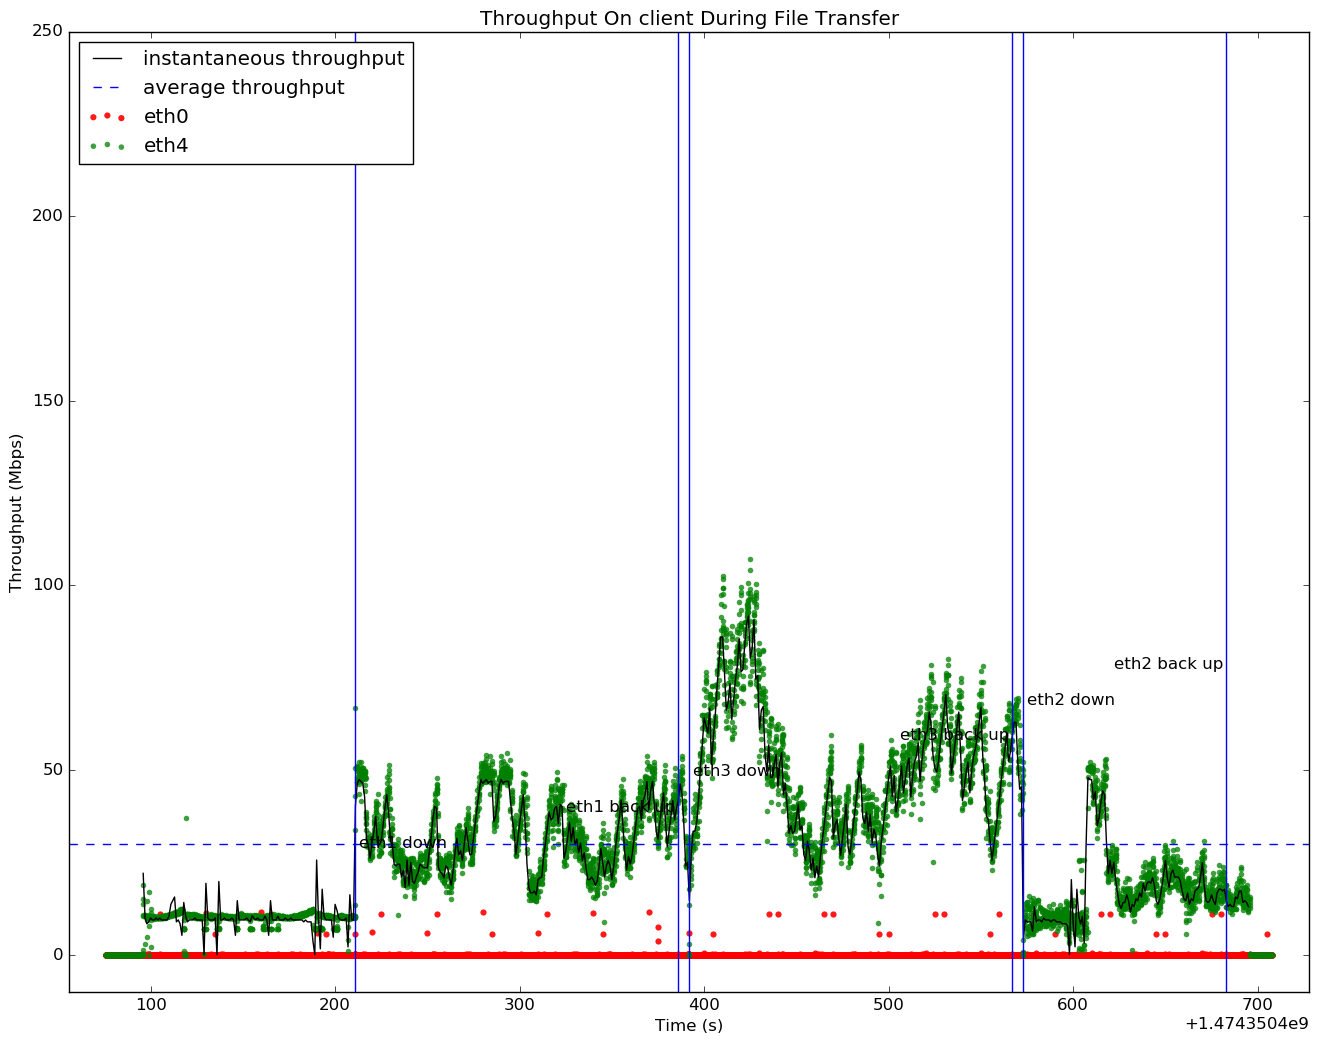 Throughput On client During File Transfer
250
200
150
100
50
0
Throughput (Mbps)
instantaneous throughput
average throughput
eth0
eth4
eth2 back up
eth2 down
eth3 back up
eth3 down
eth1 back up
eth1 down
100
200
300
400
500
600
700
Time (s)
+1.4743504e9